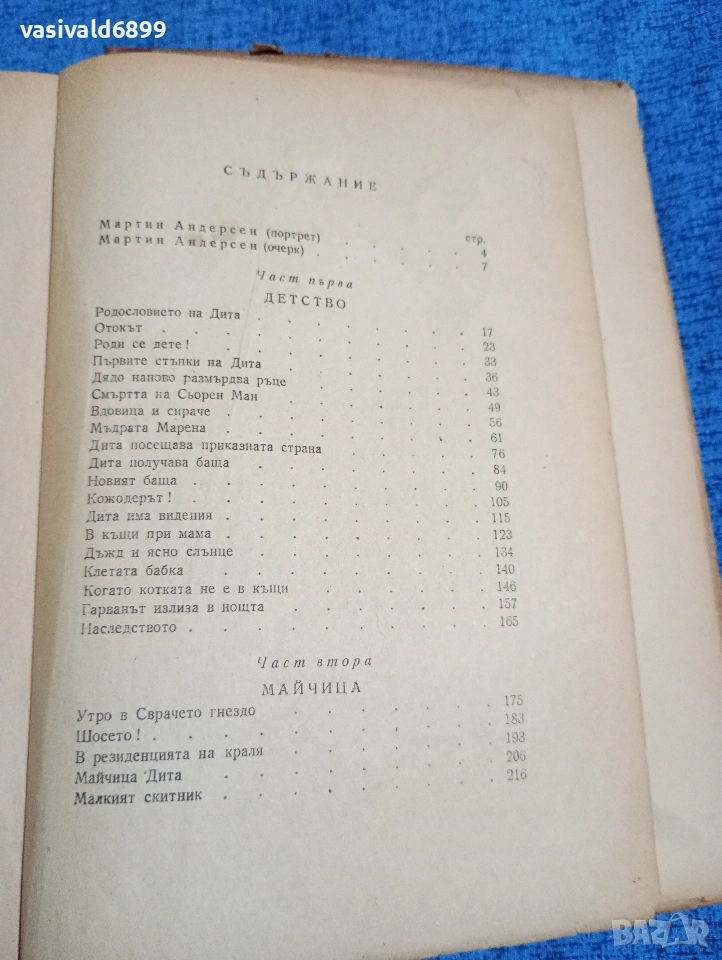 vasivald6899
СЪДЪРЖАНИЕ
стр.
Мартин Андерсен (портрет) . . . . . 4
Мартин Андерсен (очерк) . . . . . 7
Част първа
ДЕТСТВО
Родословието на Дита . . . . . . . 17
Отокът . . . . . . . . . 23
Роди се дете! . . . . . . . . 33
Първите стъпки на Дита . . . . . . 36
Дядо наново размърдва ръце . . . . . 43
Смъртта на Сьорен Ман . . . . . . 49
Вдовица и сираче . . . . . . . 56
Мъдрата Марена . . . . . . . 61
Дита посещава приказната страна . . . . 76
Дита получава баща . . . . . . 84
Новият баща . . . . . . . . 90
Кожодерът! . . . . . . . . 105
Дита има видения . . . . . . . 115
В къщи при мама . . . . . . . 123
Дъжд и ясно слънце . . . . . . 134
Клетата бабка . . . . . . . 140
Когато котката не е в къщи . . . . . 146
Гарванът излиза в нощта . . . . . 157
Наследството . . . . . . . . 165
Част втора
МАЙЧИЦА
Утро в Сврачето гнездо . . . . . 175
Шосето! . . . . . . . . 183
В резиденцията на краля . . . . . 193
Майчица Дита . . . . . . . 206
Малкият скитник . . . . . . . 216
BAZAR